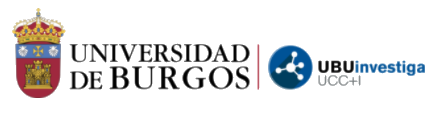 UNIVERSIDAD
DE BURGOS
UBUinvestiga
UCC+I